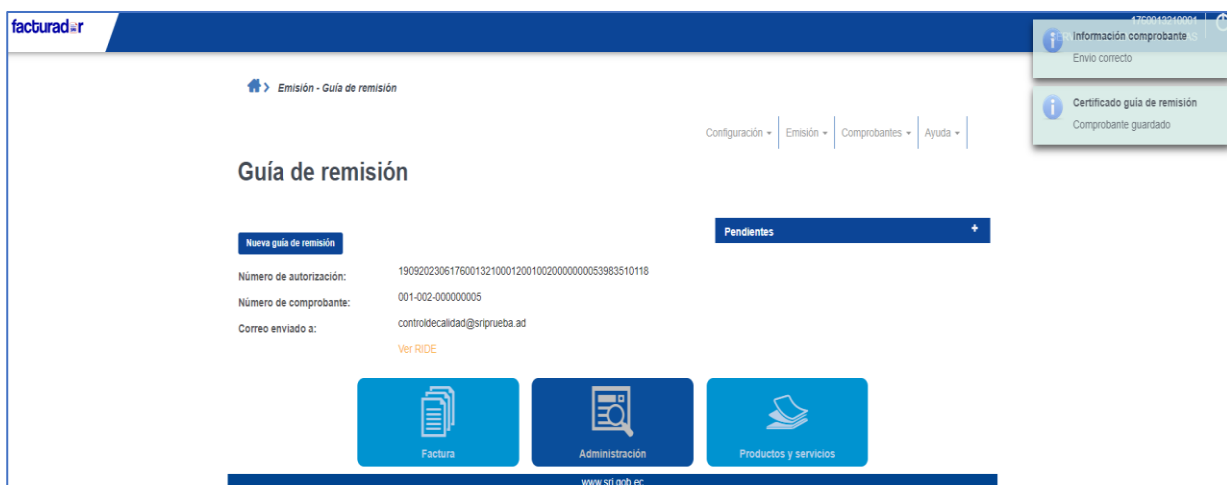 facturador
Información comprobante
Envio correcto
Certificado guía de remisión
Comprobante guardado
Emisión - Guía de remisión
Configuración
Emisión
Comprobantes
Ayuda
Guía de remisión
Nueva guía de remisión
Pendientes +
Número de autorización: 
Número de comprobante: 001-002-000000005
Correo enviado a: controldecalidad@sriprueba.ad
Ver RIDE
Factura
Administración
Productos y servicios
www.sri.gob.ec